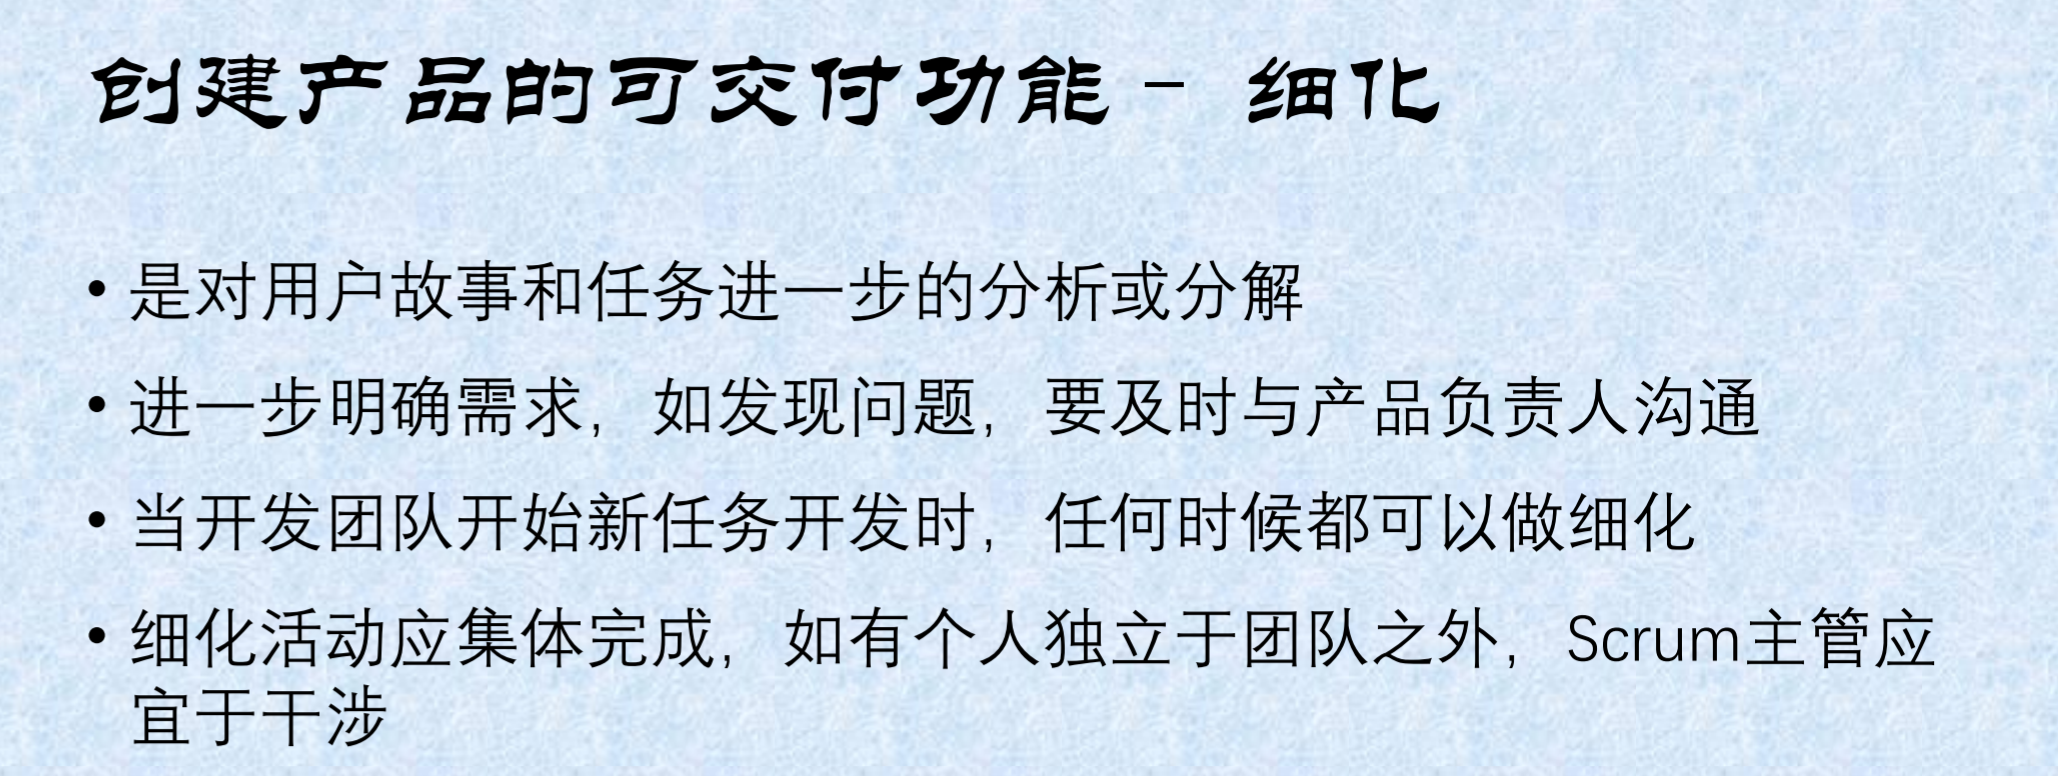 创建产品的可交付功能 - 细化
• 是对用户故事和任务进一步的分析或分解
• 进一步明确需求，如发现问题，要及时与产品负责人沟通
• 当开发团队开始新任务开发时，任何时候都可以做细化
• 细化活动应集体完成，如有个人独立于团队之外，Scrum主管应
宜于干涉